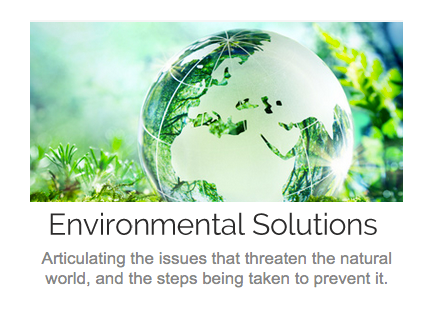 Environmental Solutions
Articulating the issues that threaten the natural
world, and the steps being taken to prevent it.